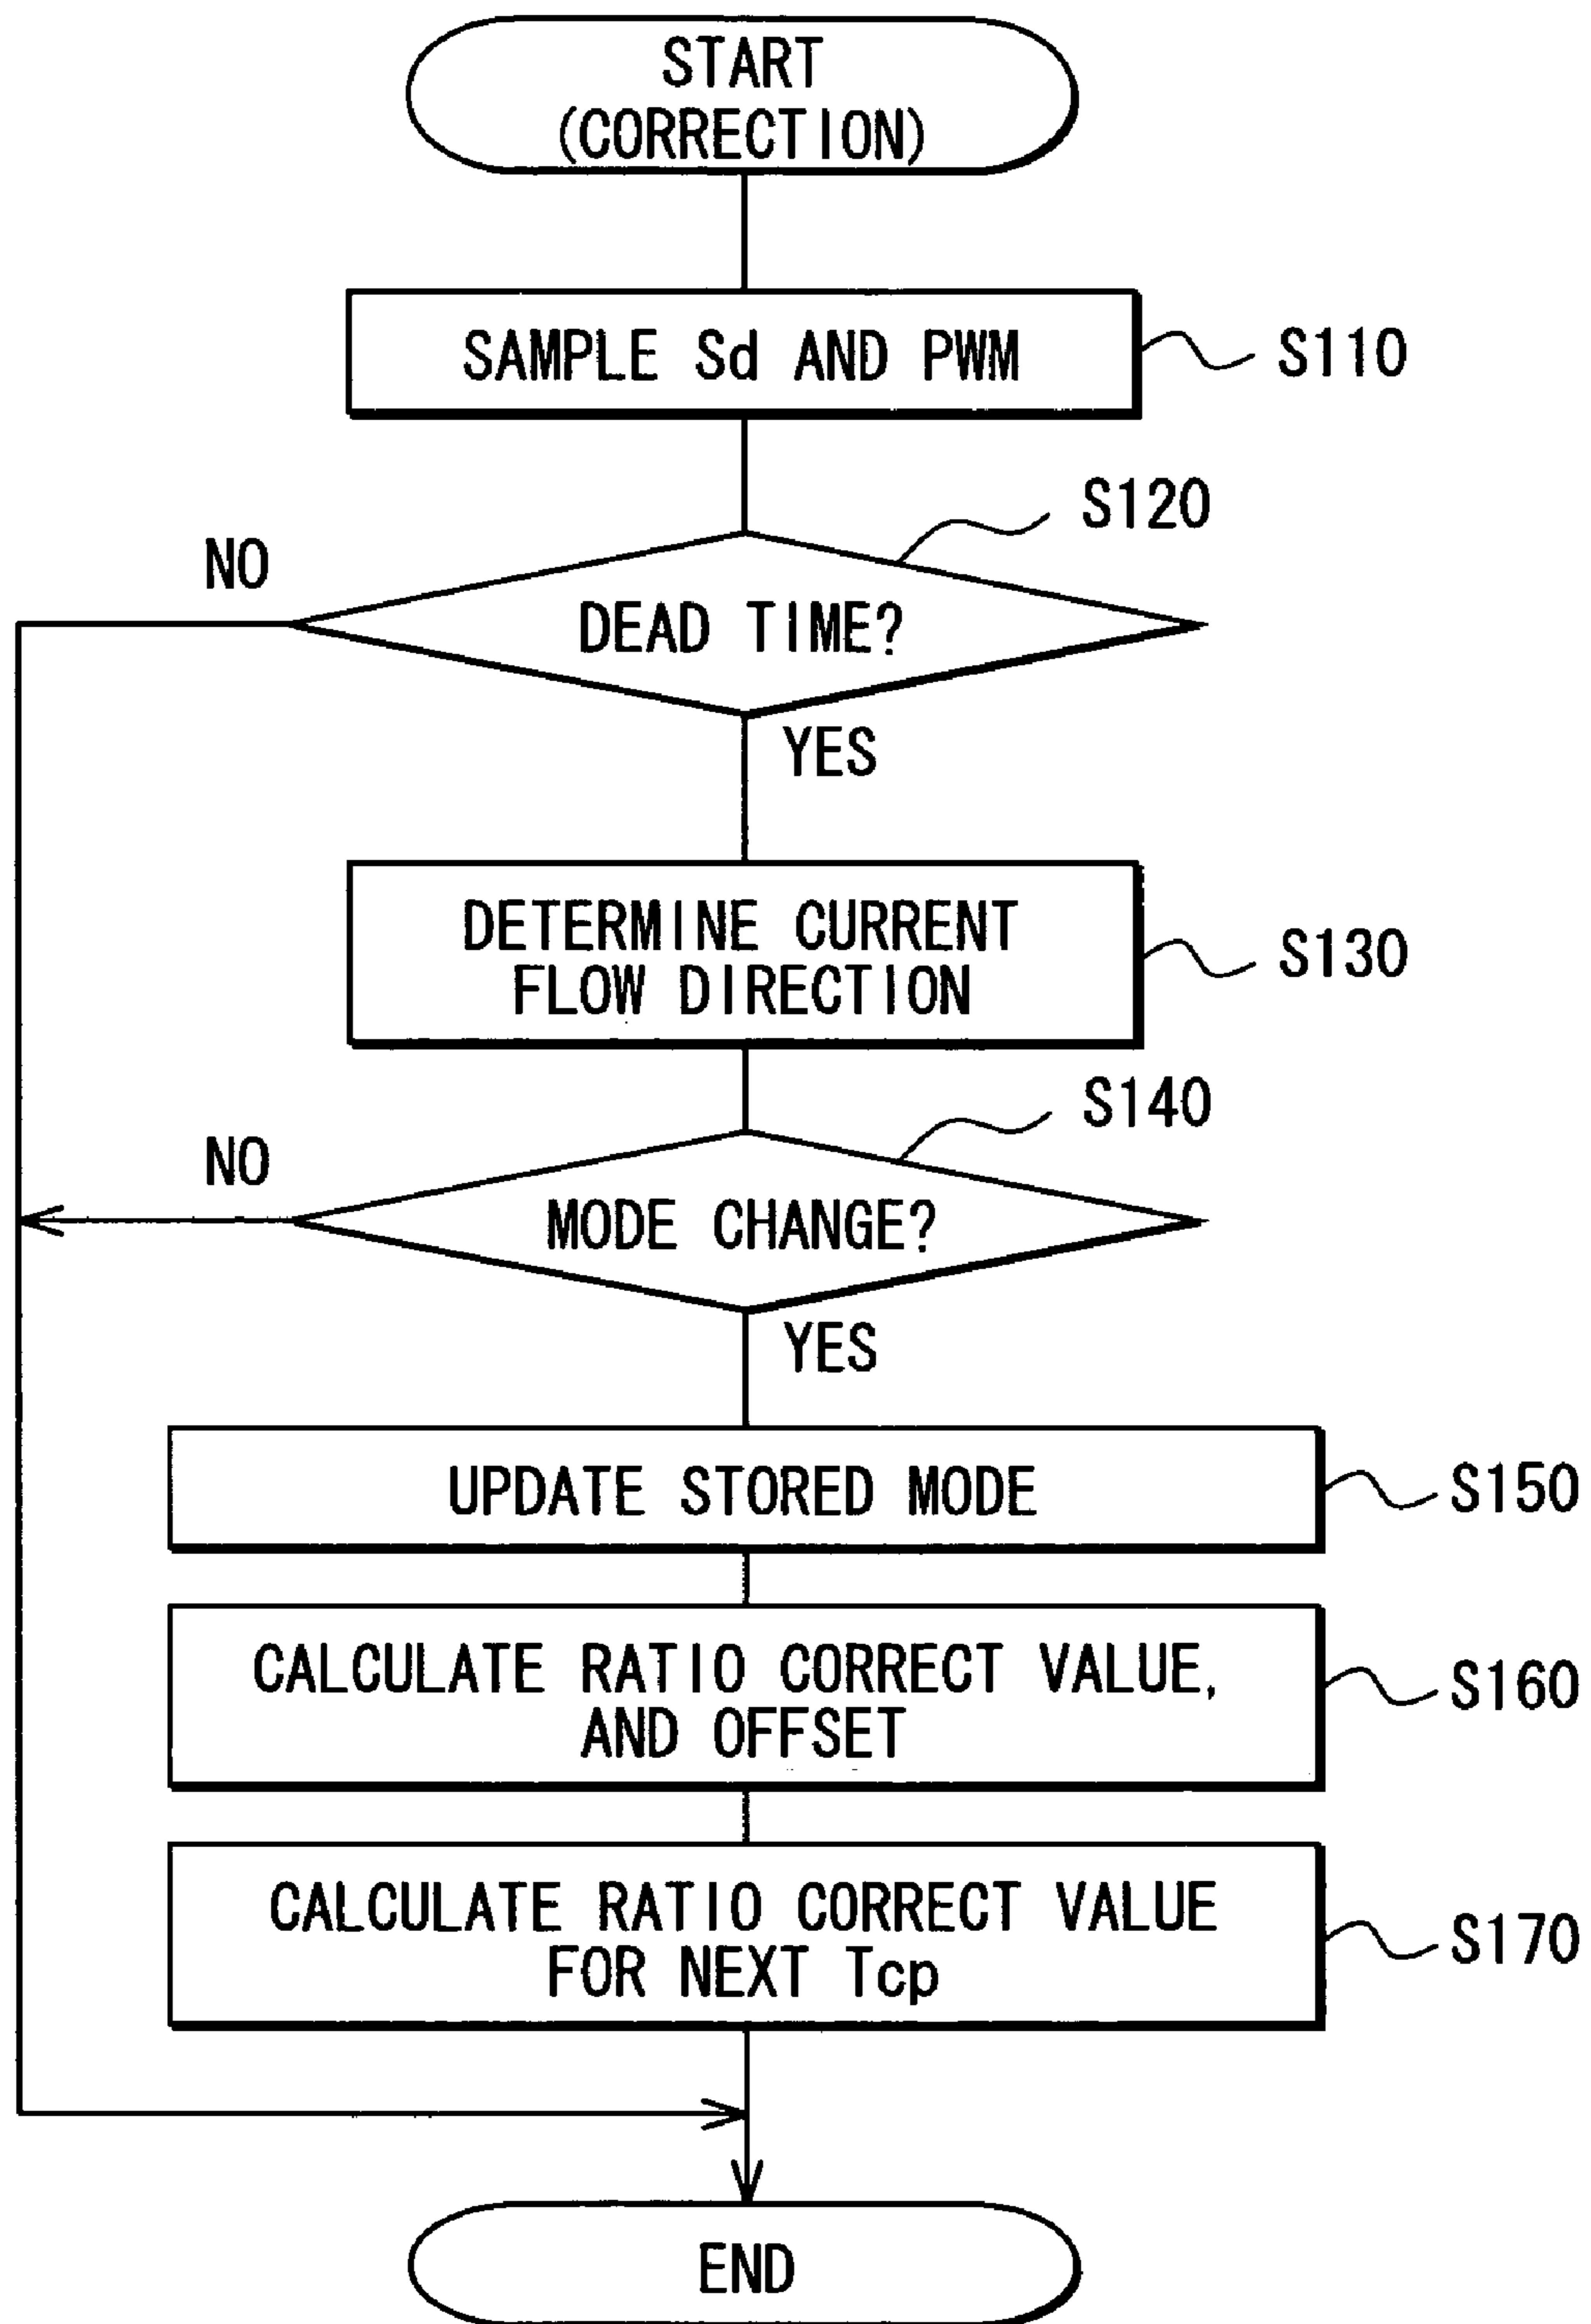 START
(CORRECTION)
SAMPLE Sd AND PWM
S110
S120
NO
DEAD TIME?
YES
DETERMINE CURRENT
FLOW DIRECTION
S130
S140
NO
MODE CHANGE?
YES
UPDATE STORED MODE
S150
CALCULATE RATIO CORRECT VALUE,
AND OFFSET
S160
CALCULATE RATIO CORRECT VALUE
FOR NEXT Tcp
S170
END